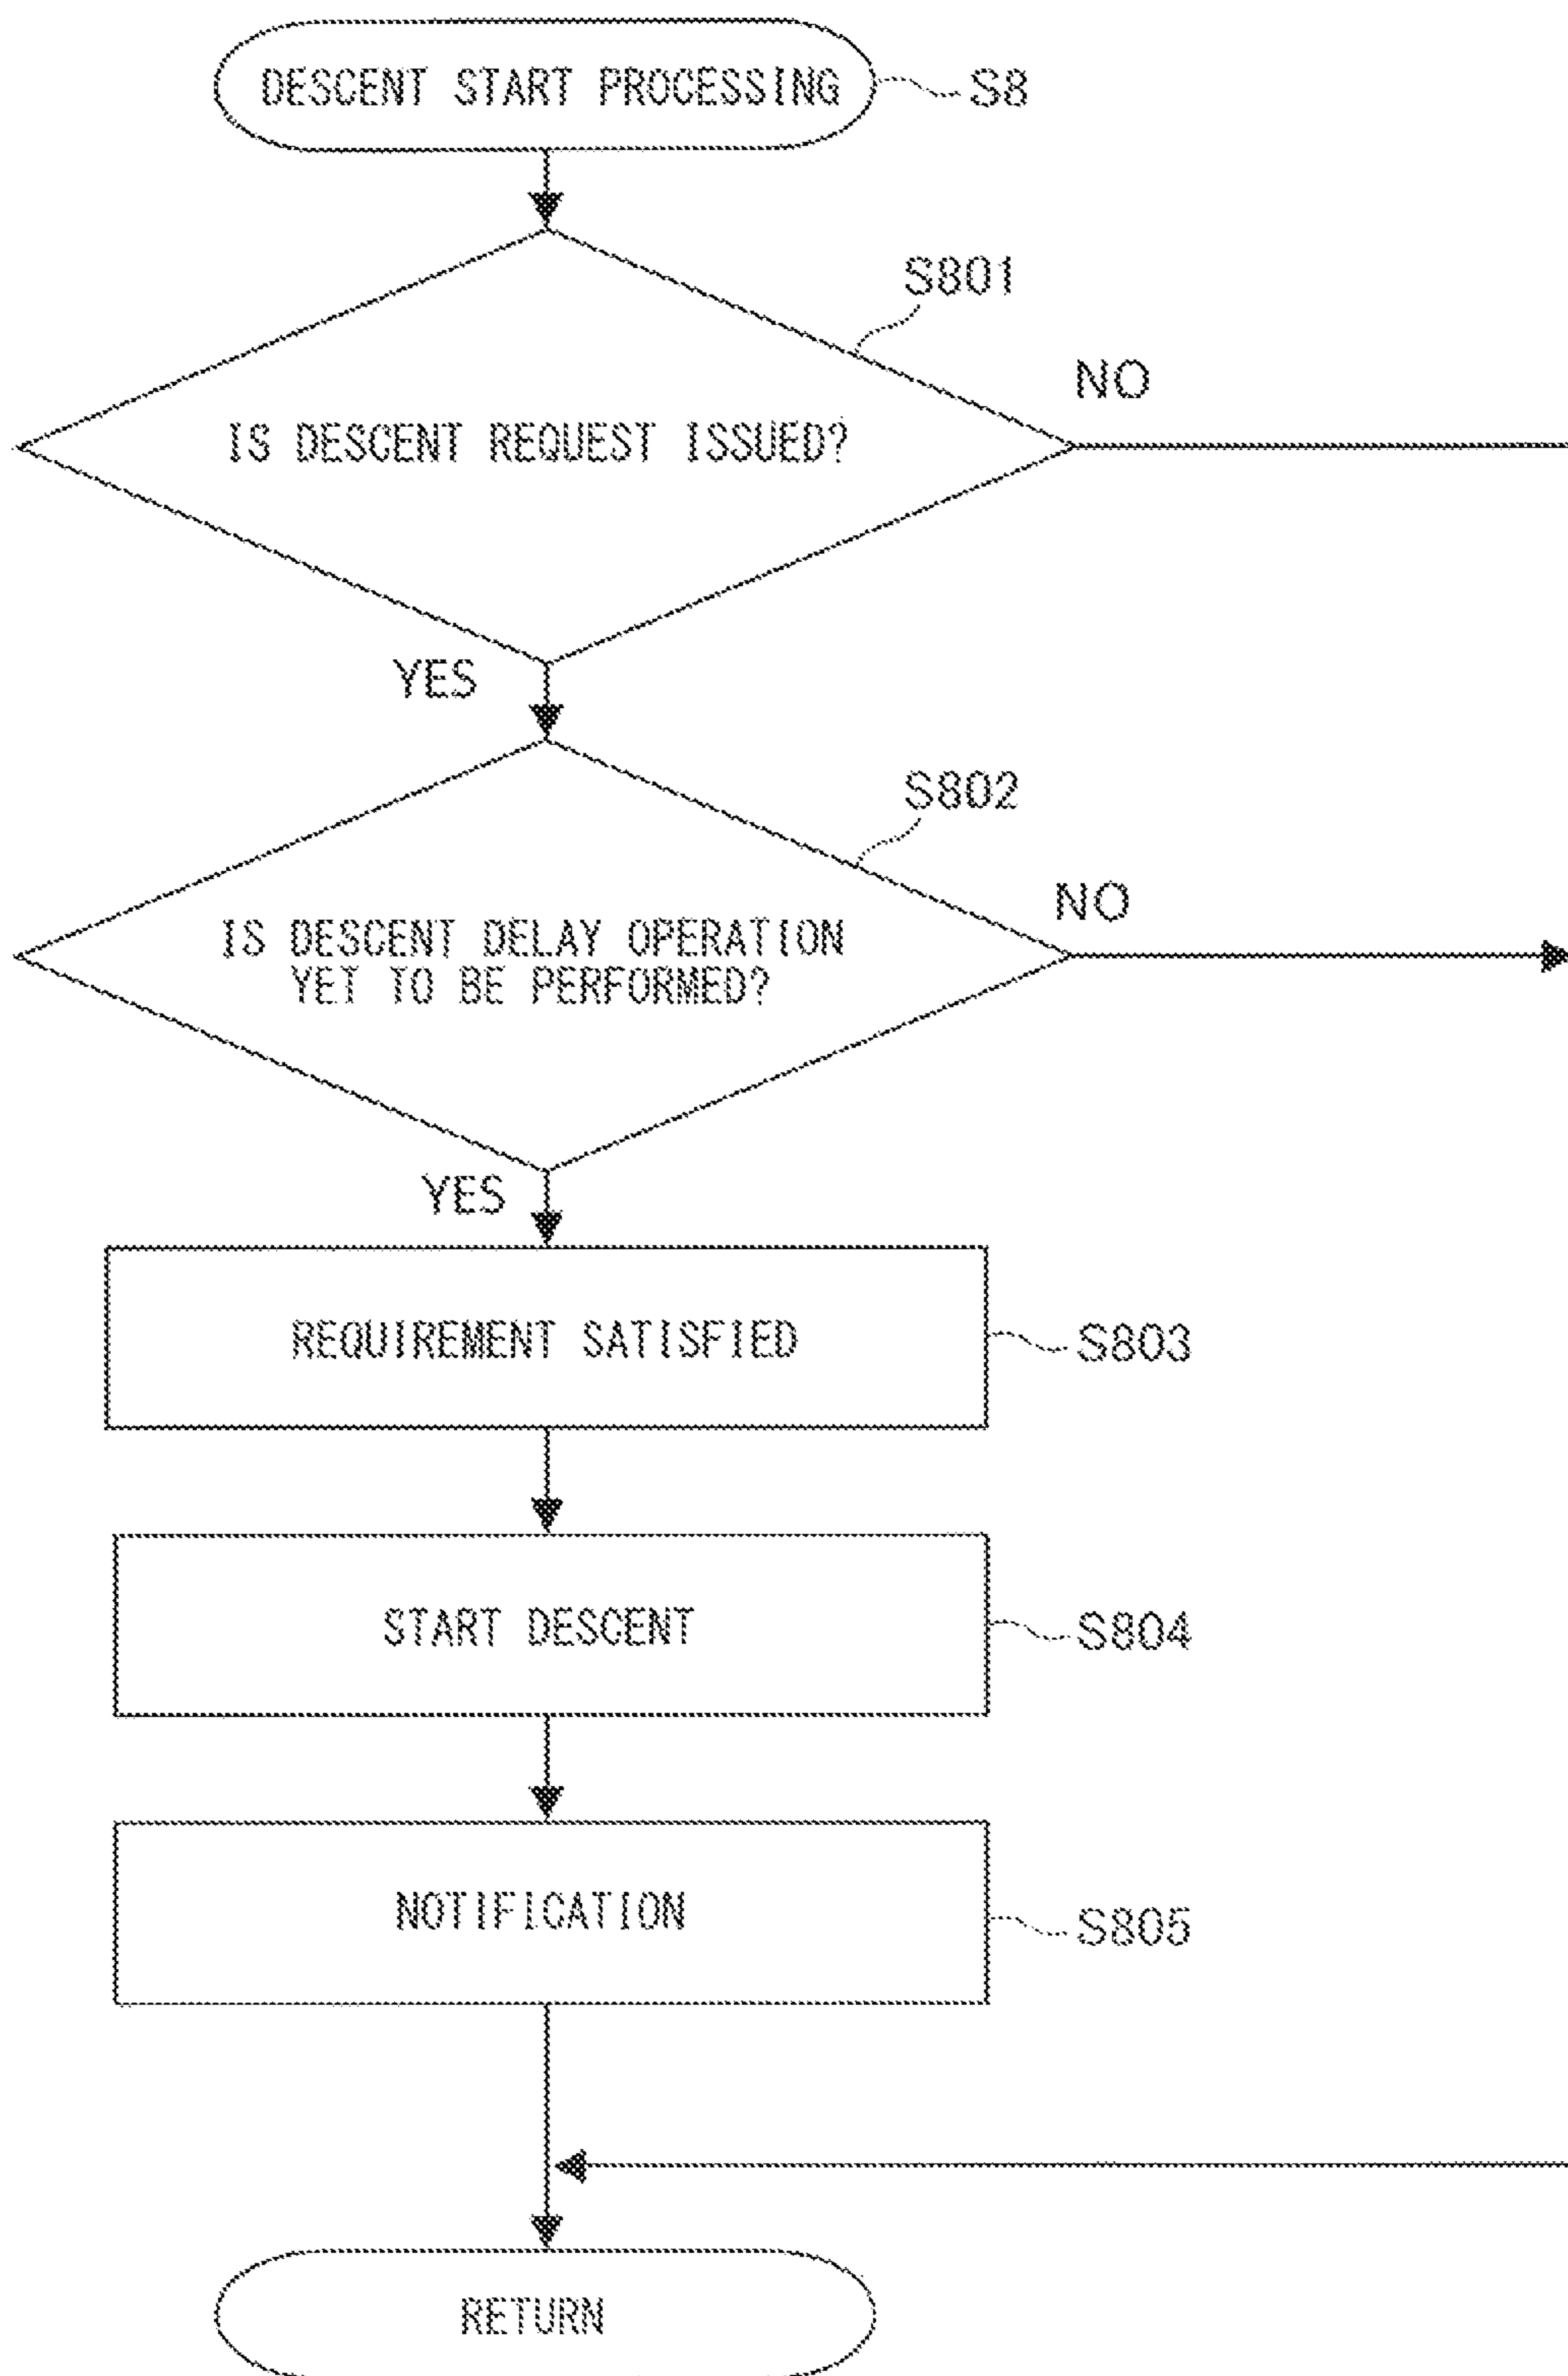 DESCENT START PROCESSING
S8
S801
NO
IS DESCENT REQUEST ISSUED?
YES
S802
NO
IS DESCENT DELAY OPERATION
YET TO BE PERFORMED?
YES
REQUIREMENT SATISFIED
S803
START DESCENT
S804
NOTIFICATION
S805
RETURN